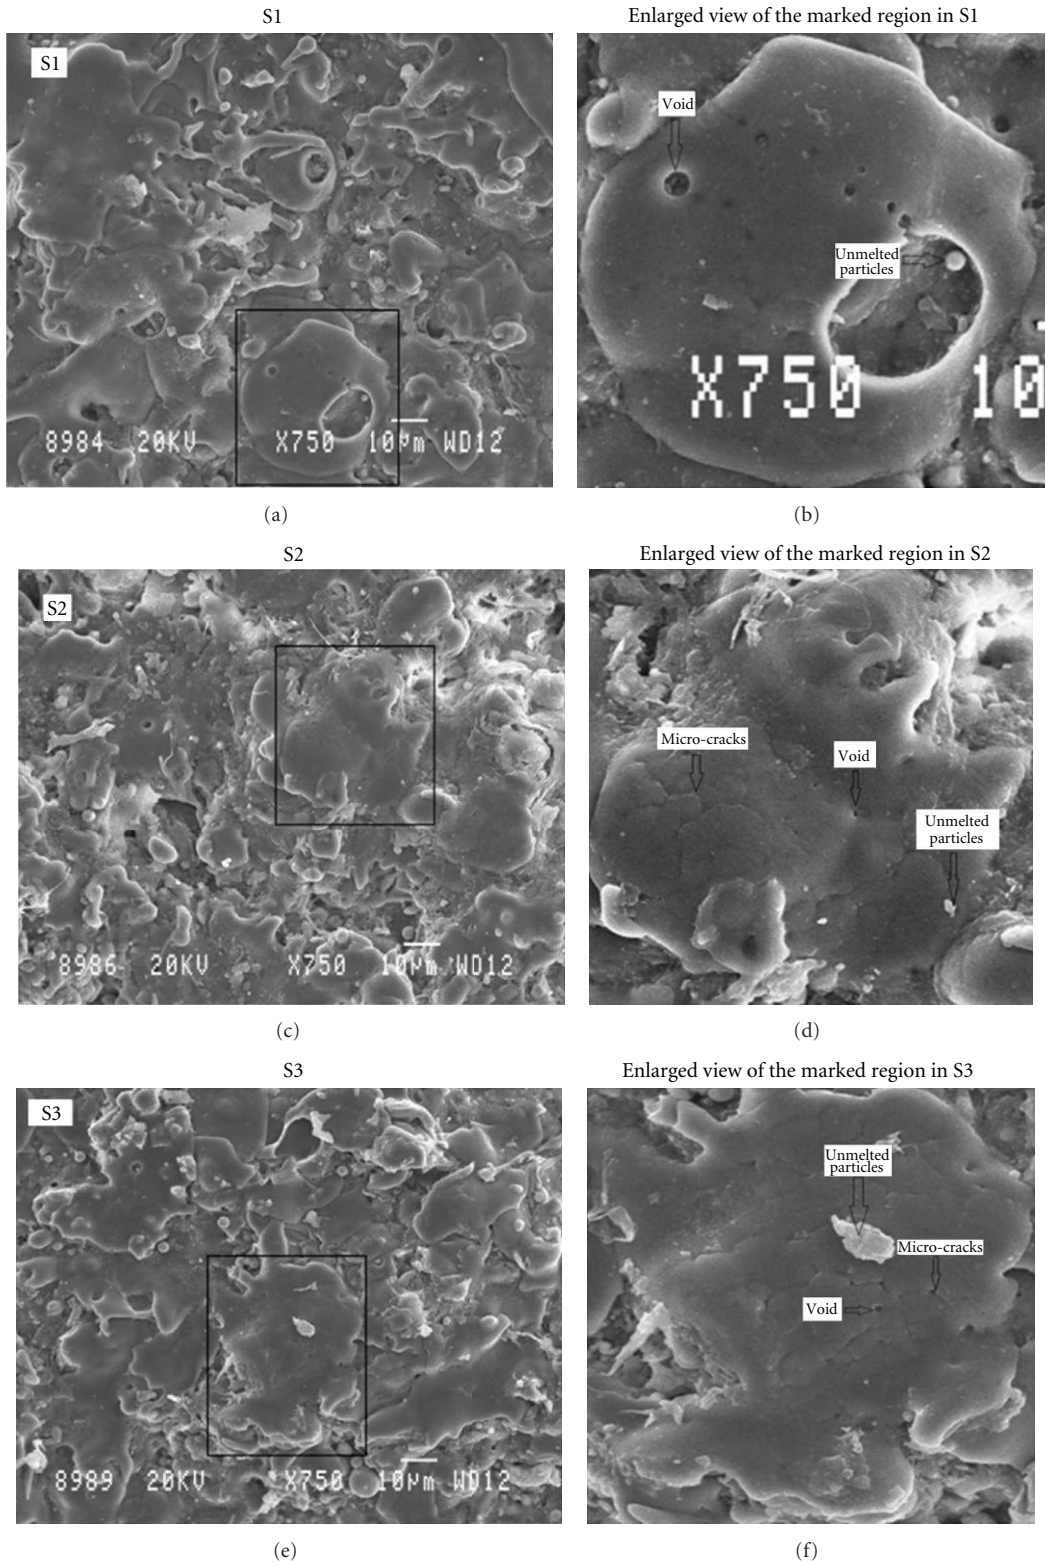 S1
Enlarged view of the marked region in S1
S1
8984 20KV X750 10μm WD12
Void
Unmelted
particles
X750 10
(a)
(b)
S2
Enlarged view of the marked region in S2
S2
8986 20KV X750 10μm WD12
Micro-cracks
Void
Unmelted
particles
(c)
(d)
S3
Enlarged view of the marked region in S3
S3
8989 20KV X750 10μm WD12
Unmelted
particles
Micro-cracks
Void
(e)
(f)